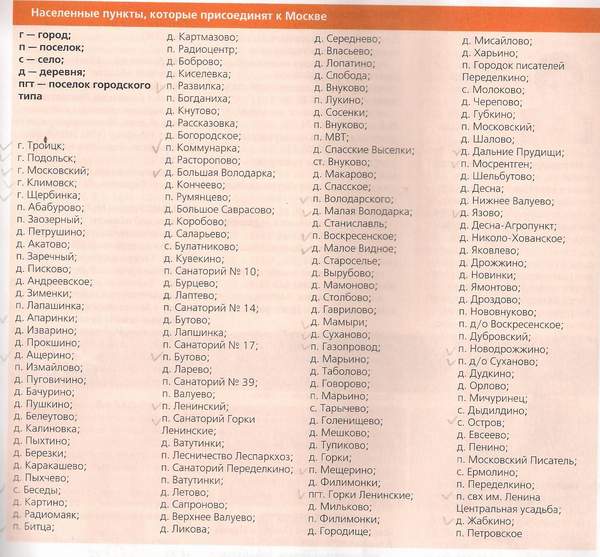 Населенные пункты, которые присоединят к Москве
г — город;
п — поселок;
с — село;
д — деревня;
пгт — поселок городского
типа
г. Троицк;
г. Подольск;
г. Московский;
г. Климовск;
г. Щербинка;
п. Абабурово;
п. Заозерный;
д. Петрушино;
д. Акатово;
п. Заречный;
д. Писково;
д. Андреевское;
д. Зименки;
п. Лапашинка;
д. Апаринки;
д. Изварино;
д. Прокшино;
д. Ащерино;
п. Измайлово;
д. Пуговичино;
д. Бачурино;
д. Пушкино;
д. Белеутово;
д. Калиновка;
д. Пыхтино;
д. Березки;
д. Каракашево;
д. Пыхчево;
с. Беседы;
д. Картино;
д. Радиомаяк;
п. Битца;
д. Картмазово;
п. Радиоцентр;
д. Боброво;
д. Киселевка;
п. Развилка;
п. Богданиха;
д. Кнутово;
д. Рассказовка;
д. Богородское;
п. Коммунарка;
д. Расторопово;
д. Большая Володарка;
д. Кончеево;
п. Румянцево;
д. Большое Саврасово;
д. Коробово;
д. Саларьево;
с. Булатниково;
д. Кувекино;
п. Санаторий № 10;
д. Бурцево;
д. Лаптево;
п. Санаторий № 14;
д. Бутово;
д. Лапшинка;
п. Санаторий № 17;
п. Бутово;
д. Ларево;
п. Санаторий № 39;
п. Валуево;
п. Ленинский;
п. Санаторий Горки
Ленинские;
д. Ватутинки;
п. Лесничество Леспаркхоз;
п. Санаторий Переделкино;
п. Ватутинки;
д. Летово;
д. Сапроново;
д. Верхнее Валуево;
д. Ликова;
д. Середнево;
д. Власьево;
д. Лопатино;
д. Слобода;
д. Внуково;
п. Лукино;
д. Сосенки;
п. Внуково;
п. МВТ;
д. Спасские Выселки;
ст. Внуково;
д. Макарово;
д. Спасское;
п. Володарского;
д. Малая Володарка;
д. Станиславль;
п. Воскресенское;
д. Малое Видное;
д. Староселье;
д. Вырубово;
д. Мамоново;
д. Столбово;
д. Гаврилово;
д. Мамыри;
д. Суханово;
п. Газопровод;
д. Марьино;
д. Таболово;
д. Говорово;
п. Марьино;
с. Тарычево;
д. Голенищево;
д. Мешково;
д. Тупиково;
д. Горки;
п. Мещерино;
д. Филимонки;
пгт. Горки Ленинские;
д. Мильково;
п. Филимонки;
д. Городище;
д. Мисайлово;
д. Харьино;
п. Городок писателей
Переделкино;
с. Молоково;
д. Черепово;
д. Губкино;
п. Московский;
д. Шалово;
д. Дальние Прудищи;
п. Мосрентген;
д. Шельбутово;
д. Десна;
д. Нижнее Валуево;
д. Язово;
д. Десна-Агропункт;
д. Николо-Хованское;
д. Яковлево;
д. Дрожжино;
д. Новинки;
д. Ямонтово;
д. Дроздово;
п. Нововнуково;
п. д/о Воскресенское;
п. Дубровский;
п. Новодрожжино;
п. д/о Суханово;
д. Дудкино;
д. Орлово;
п. Мичуринец;
с. Дыдилдино;
с. Остров;
д. Евсеево;
д. Пенино;
п. Московский Писатель;
с. Ермолино;
п. Переделкино;
п. свх им. Ленина
Центральная усадьба;
д. Жабкино;
п. Петровское